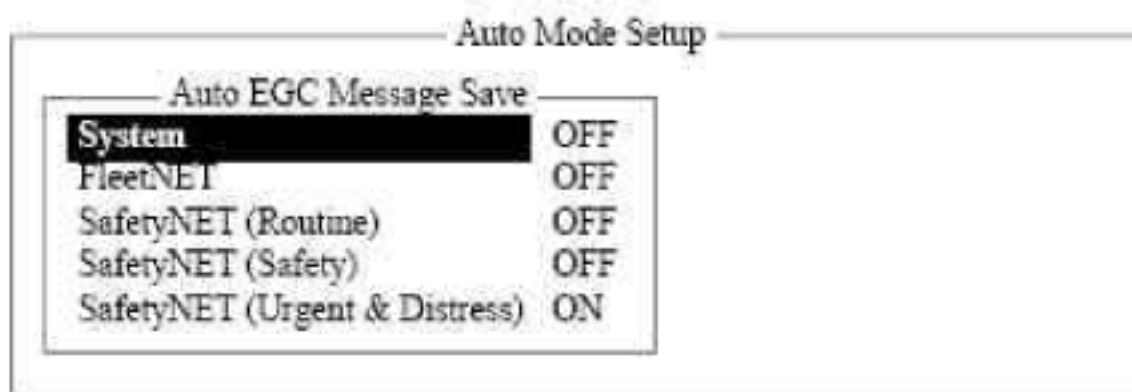 Auto Mode Setup
Auto EGC Message Save
System OFF
FleetNET OFF
SafetyNET (Routine) OFF
SafetyNET (Safety) OFF
SafetyNET (Urgent & Distress) ON